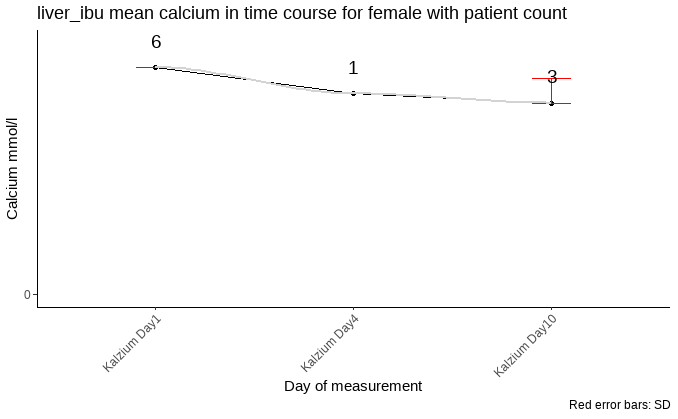 liver_ibu mean calcium in time course for female with patient count
6
1
3
Calcium mmol/l
0
Kalzium Day1
Kalzium Day4
Kalzium Day10
Day of measurement
Red error bars: SD